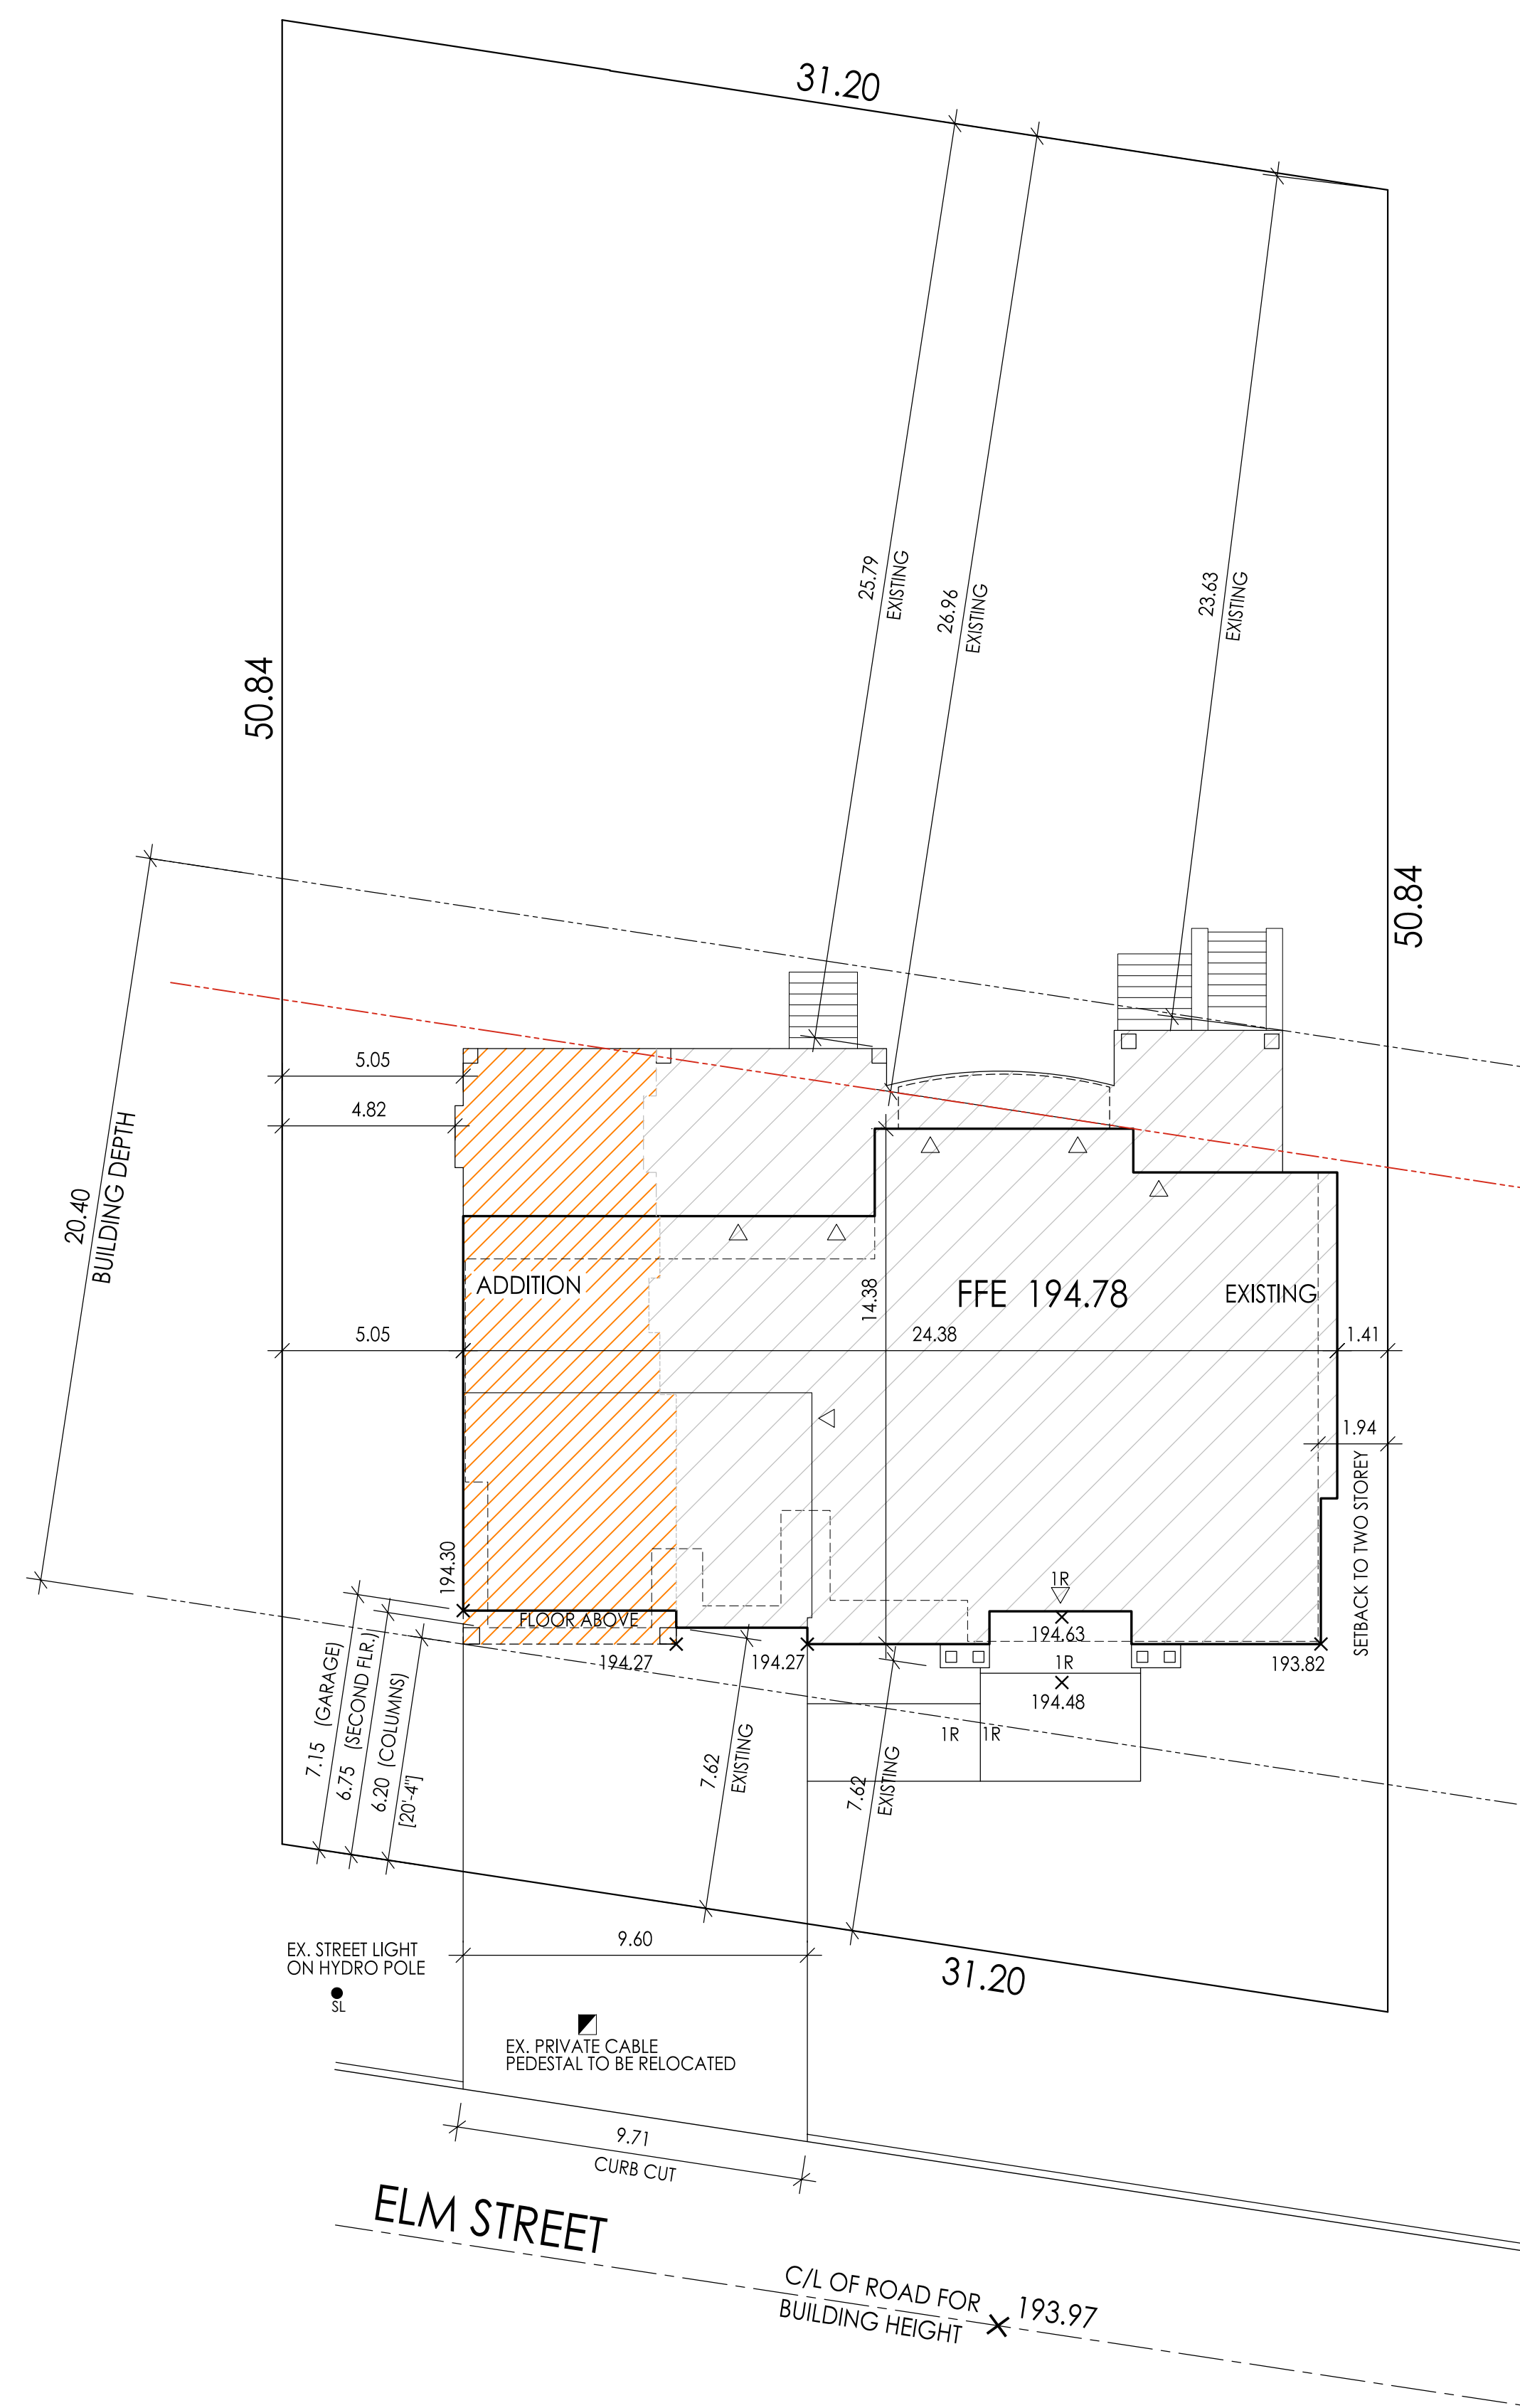 31.20
25.79
EXISTING
26.96
EXISTING
23.63
EXISTING
50.84
50.84
5.05
4.82
20.40
BUILDING DEPTH
ADDITION
14.38
FFE 194.78
EXISTING
5.05
24.38
1.41
1.94
SETBACK TO TWO STOREY
194.30
FLOOR ABOVE
1R
194.63
194.27
194.27
1R
193.82
194.48
1R
1R
7.15 (GARAGE)
6.75 (SECOND FLR.)
6.20 (COLUMNS)
[20'-4"]
7.62
EXISTING
7.62
EXISTING
9.60
31.20
EX. STREET LIGHT
ON HYDRO POLE
SL
EX. PRIVATE CABLE
PEDESTAL TO BE RELOCATED
9.71
CURB CUT
ELM STREET
C/L OF ROAD FOR
BUILDING HEIGHT
193.97